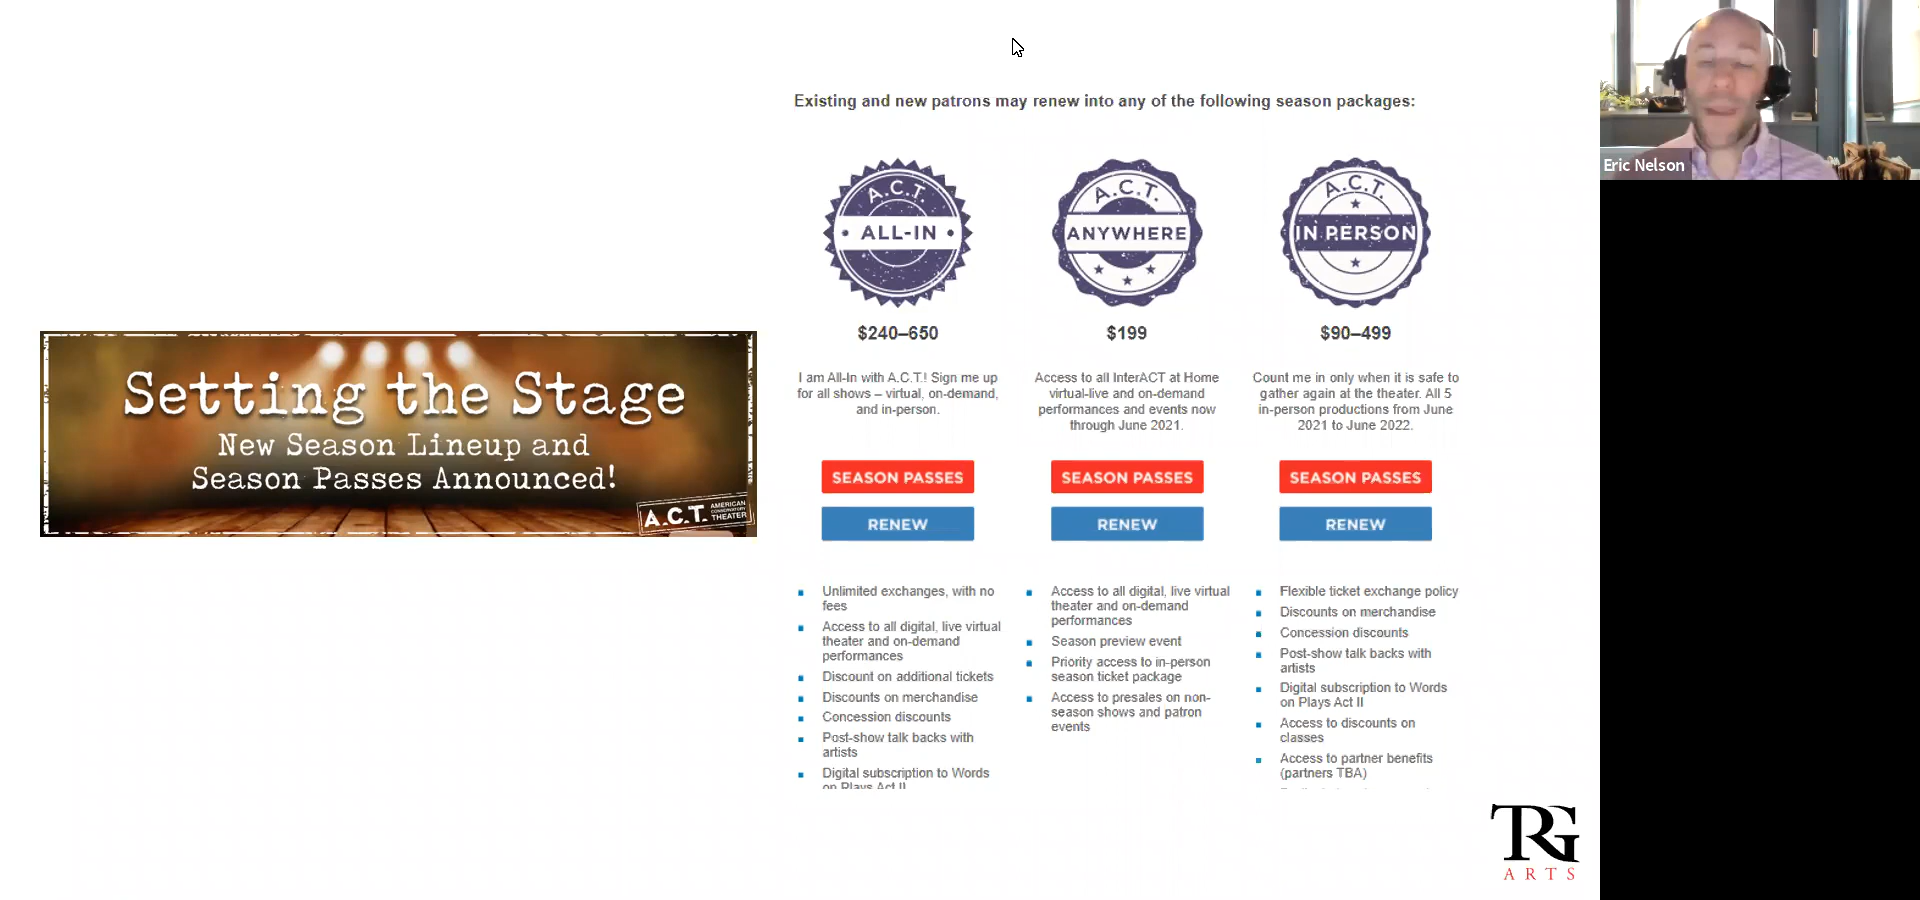 Existing and new patrons may renew into any of the following season packages:
Setting the Stage
New Season Lineup and
Season Passes Announced!
A.C.T. AMERICAN
CONSERVATORY
THEATER
A.C.T.
ALL-IN
$240–650
I am All-In with A.C.T.! Sign me up
for all shows – virtual, on-demand,
and in-person.
SEASON PASSES
RENEW
Unlimited exchanges, with no
fees
Access to all digital, live virtual
theater and on-demand
performances
Discount on additional tickets
Discounts on merchandise
Concession discounts
Post-show talk backs with
artists
Digital subscription to Words
on Plays Act II
A.C.T.
ANYWHERE
$199
Access to all InterACT at Home
virtual-live and on-demand
performances and events now
through June 2021.
SEASON PASSES
RENEW
Access to all digital, live virtual
theater and on-demand
performances
Season preview event
Priority access to in-person
season ticket package
Access to presales on non-
season shows and patron
events
A.C.T.
IN PERSON
$90–499
Count me in only when it is safe to
gather again at the theater. All 5
in-person productions from June
2021 to June 2022.
SEASON PASSES
RENEW
Flexible ticket exchange policy
Discounts on merchandise
Concession discounts
Post-show talk backs with
artists
Digital subscription to Words
on Plays Act II
Access to discounts on
classes
Access to partner benefits
(partners TBA)
TRG
ARTS
Eric Nelson